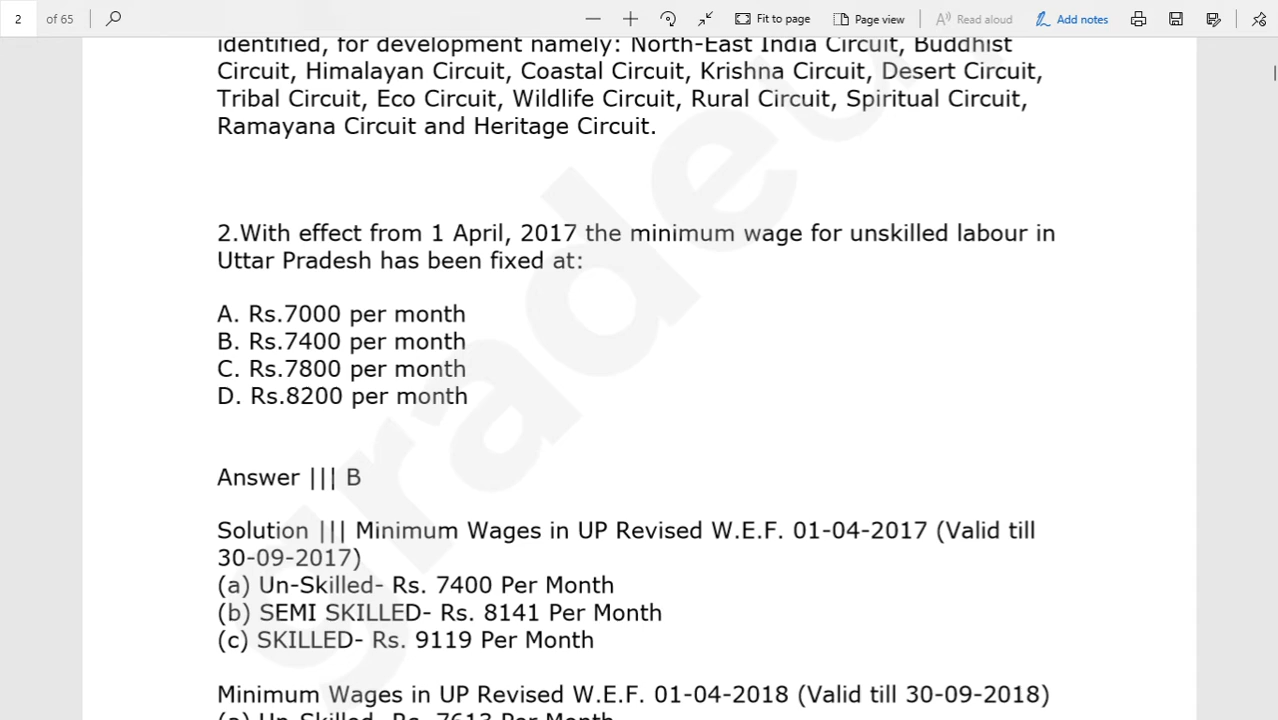 2 of 65 Fit to page Page view Read aloud Add notes
identified, for development namely: North-East India Circuit, Buddhist
Circuit, Himalayan Circuit, Coastal Circuit, Krishna Circuit, Desert Circuit,
Tribal Circuit, Eco Circuit, Wildlife Circuit, Rural Circuit, Spiritual Circuit,
Ramayana Circuit and Heritage Circuit.
2.With effect from 1 April, 2017 the minimum wage for unskilled labour in
Uttar Pradesh has been fixed at:
A. Rs.7000 per month
B. Rs.7400 per month
C. Rs.7800 per month
D. Rs.8200 per month
Answer ||| B
Solution ||| Minimum Wages in UP Revised W.E.F. 01-04-2017 (Valid till
30-09-2017)
(a) Un-Skilled- Rs. 7400 Per Month
(b) SEMI SKILLED- Rs. 8141 Per Month
(c) SKILLED- Rs. 9119 Per Month
Minimum Wages in UP Revised W.E.F. 01-04-2018 (Valid till 30-09-2018)
(a) Un-Skilled- Rs. 7613 Per Month